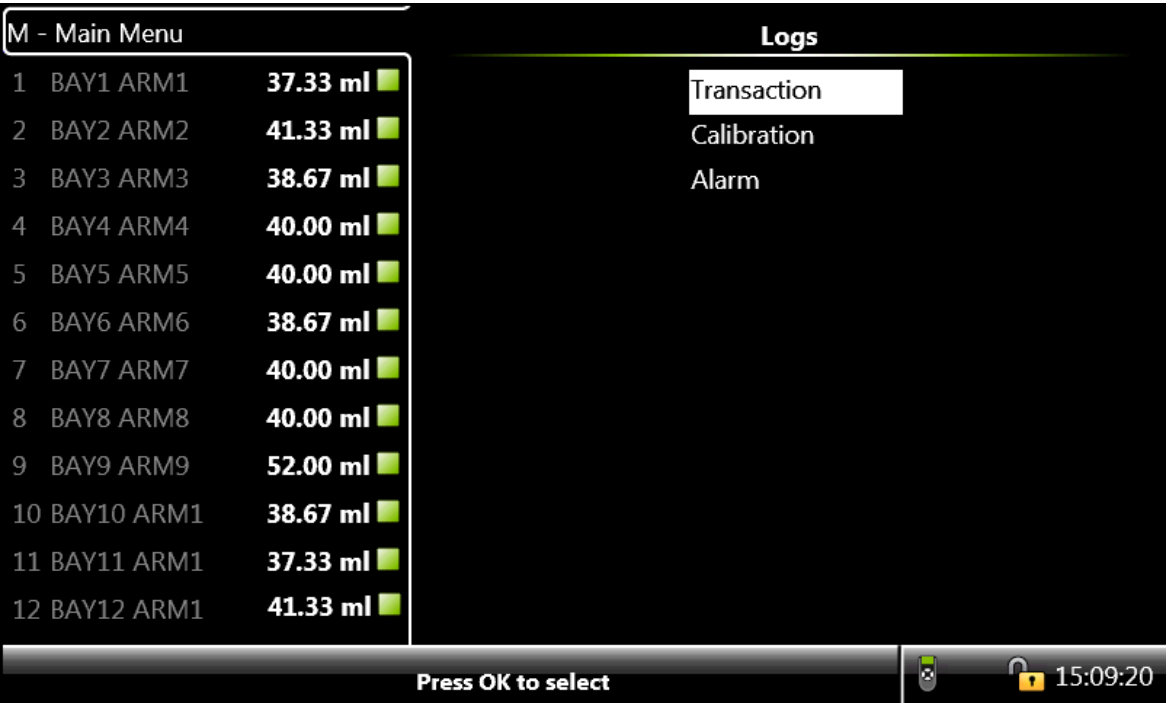 M - Main Menu
1 BAY1 ARM1 37.33 ml
2 BAY2 ARM2 41.33 ml
3 BAY3 ARM3 38.67 ml
4 BAY4 ARM4 40.00 ml
5 BAY5 ARM5 40.00 ml
6 BAY6 ARM6 38.67 ml
7 BAY7 ARM7 40.00 ml
8 BAY8 ARM8 40.00 ml
9 BAY9 ARM9 52.00 ml
10 BAY10 ARM1 38.67 ml
11 BAY11 ARM1 37.33 ml
12 BAY12 ARM1 41.33 ml
Logs
Transaction
Calibration
Alarm
Press OK to select
15:09:20